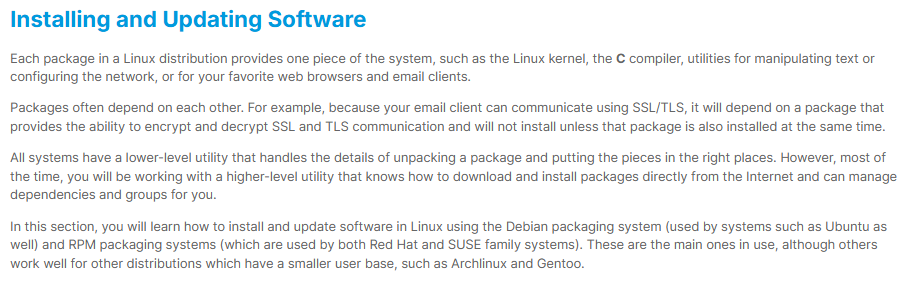 Installing and Updating Software
Each package in a Linux distribution provides one piece of the system, such as the Linux kernel, the C compiler, utilities for manipulating text or
configuring the network, or for your favorite web browsers and email clients.
Packages often depend on each other. For example, because your email client can communicate using SSL/TLS, it will depend on a package that
provides the ability to encrypt and decrypt SSL and TLS communication and will not install unless that package is also installed at the same time.
All systems have a lower-level utility that handles the details of unpacking a package and putting the pieces in the right places. However, most of
the time, you will be working with a higher-level utility that knows how to download and install packages directly from the Internet and can manage
dependencies and groups for you.
In this section, you will learn how to install and update software in Linux using the Debian packaging system (used by systems such as Ubuntu as
well) and RPM packaging systems (which are used by both Red Hat and SUSE family systems). These are the main ones in use, although others
work well for other distributions which have a smaller user base, such as Archlinux and Gentoo.